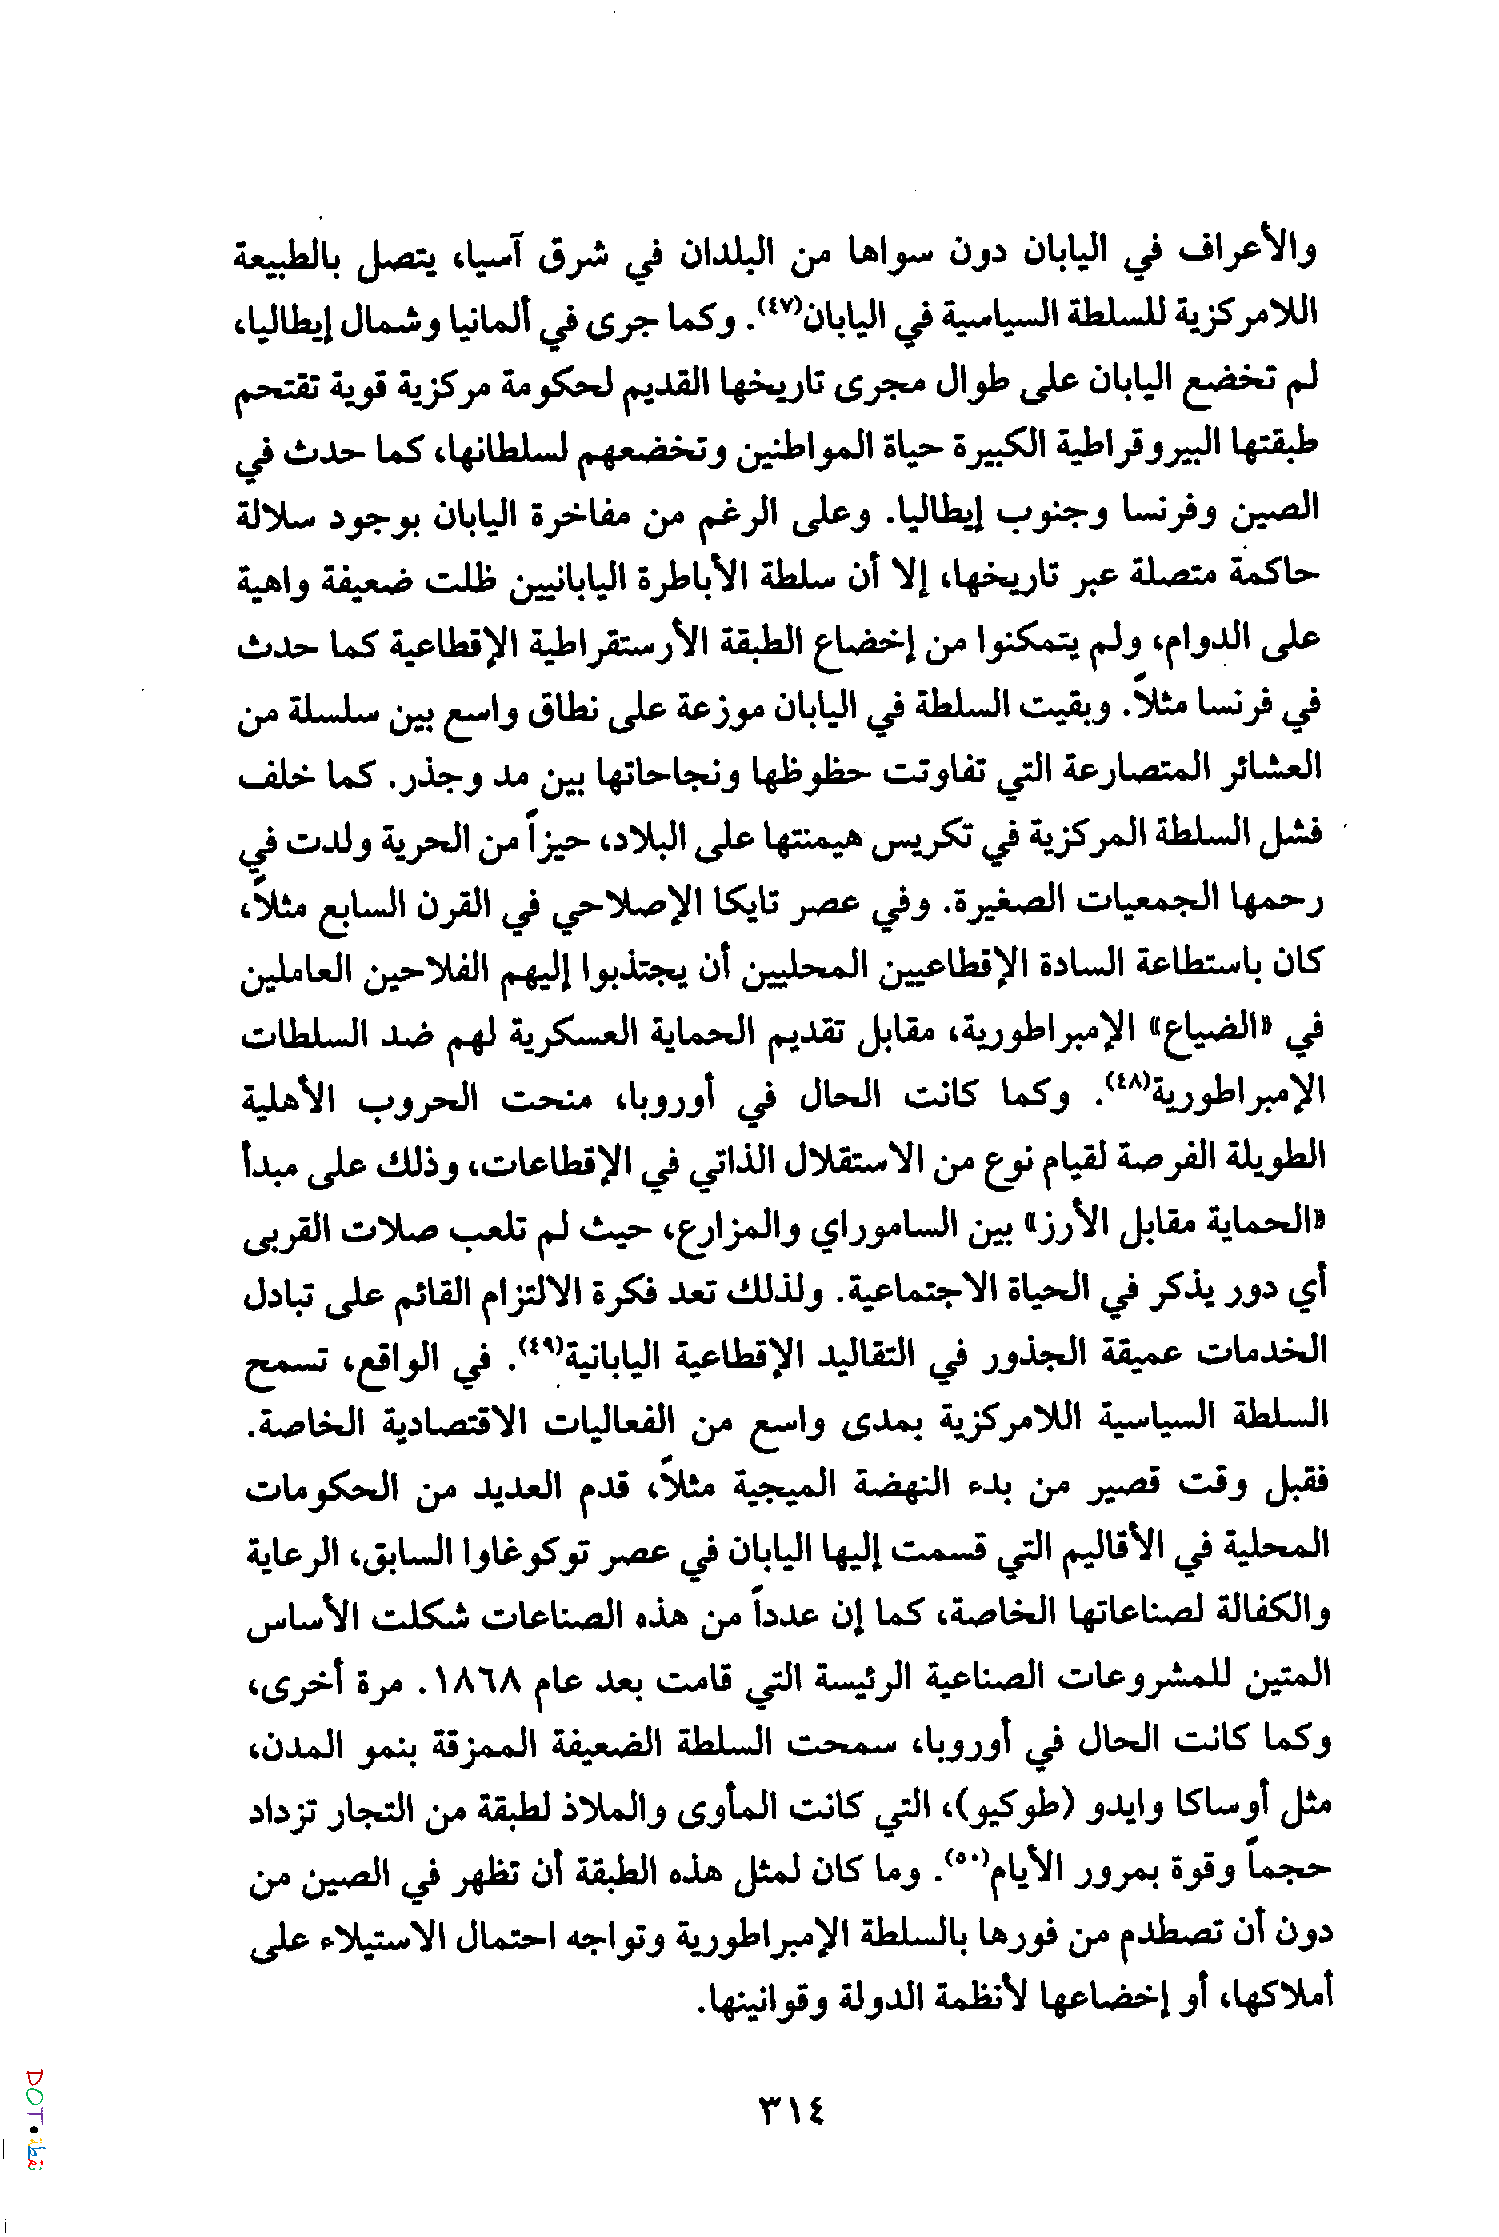 والأعراف في اليابان دون سواها من البلدان في شرق آسيا، يتصل بالطبيعة
اللامركزية للسلطة السياسية في اليابان(٤٧). وكما جرى في ألمانيا وشمال إيطاليا،
لم تخضع اليابان على طوال مجرى تاريخها القديم لحكومة مركزية قوية تقتحم
طبقتها البيروقراطية الكبيرة حياة المواطنين وتخضعهم لسلطانها، كما حدث في
الصين وفرنسا وجنوب إيطاليا. وعلى الرغم من مفاخرة اليابان بوجود سلالة
حاكمة متصلة عبر تاريخها، إلا أن سلطة الأباطرة اليابانيين ظلت ضعيفة واهية
على الدوام، ولم يتمكنوا من إخضاع الطبقة الأرستقراطية الإقطاعية كما حدث
في فرنسا مثلاً. وبقيت السلطة في اليابان موزعة على نطاق واسع بين سلسلة من
العشائر المتصارعة التي تفاوتت حظوظها ونجاحاتها بين مد وجذر. كما خلف
فشل السلطة المركزية في تكريس هيمنتها على البلاد، حيزاً من الحرية ولدت في
رحمها الجمعيات الصغيرة. وفي عصر تايكا الإصلاحي في القرن السابع مثلاً،
كان باستطاعة السادة الإقطاعيين المحليين أن يجتذبوا إليهم الفلاحين العاملين
في «الضياع» الإمبراطورية، مقابل تقديم الحماية العسكرية لهم ضد السلطات
الإمبراطورية(٤٨). وكما كانت الحال في أوروبا، منحت الحروب الأهلية
الطويلة الفرصة لقيام نوع من الاستقلال الذاتي في الإقطاعات، وذلك على مبدأ
«الحماية مقابل الأرز» بين الساموراي والمزارع، حيث لم تلعب صلات القربى
أي دور يذكر في الحياة الاجتماعية. ولذلك تعد فكرة الالتزام القائم على تبادل
الخدمات عميقة الجذور في التقاليد الإقطاعية اليابانية(٤٩). في الواقع، تسمح
السلطة السياسية اللامركزية بمدى واسع من الفعاليات الاقتصادية الخاصة.
فقبل وقت قصير من بدء النهضة الميجية مثلاً، قدم العديد من الحكومات
المحلية في الأقاليم التي قسمت إليها اليابان في عصر توكوغاوا السابق، الرعاية
والكفالة لصناعاتها الخاصة، كما إن عدداً من هذه الصناعات شكلت الأساس
المتين للمشروعات الصناعية الرئيسة التي قامت بعد عام ١٨٦٨. مرة أخرى،
وكما كانت الحال في أوروبا، سمحت السلطة الضعيفة الممزقة بنمو المدن،
مثل أوساكا وايدو (طوكيو)، التي كانت المأوى والملاذ لطبقة من التجار تزداد
حجماً وقوة بمرور الأيام(٥٠). وما كان لمثل هذه الطبقة أن تظهر في الصين من
دون أن تصطدم من فورها بالسلطة الإمبراطورية وتواجه احتمال الاستيلاء على
أملاكها، أو إخضاعها لأنظمة الدولة وقوانينها.
٣١٤
DOT•نقطة